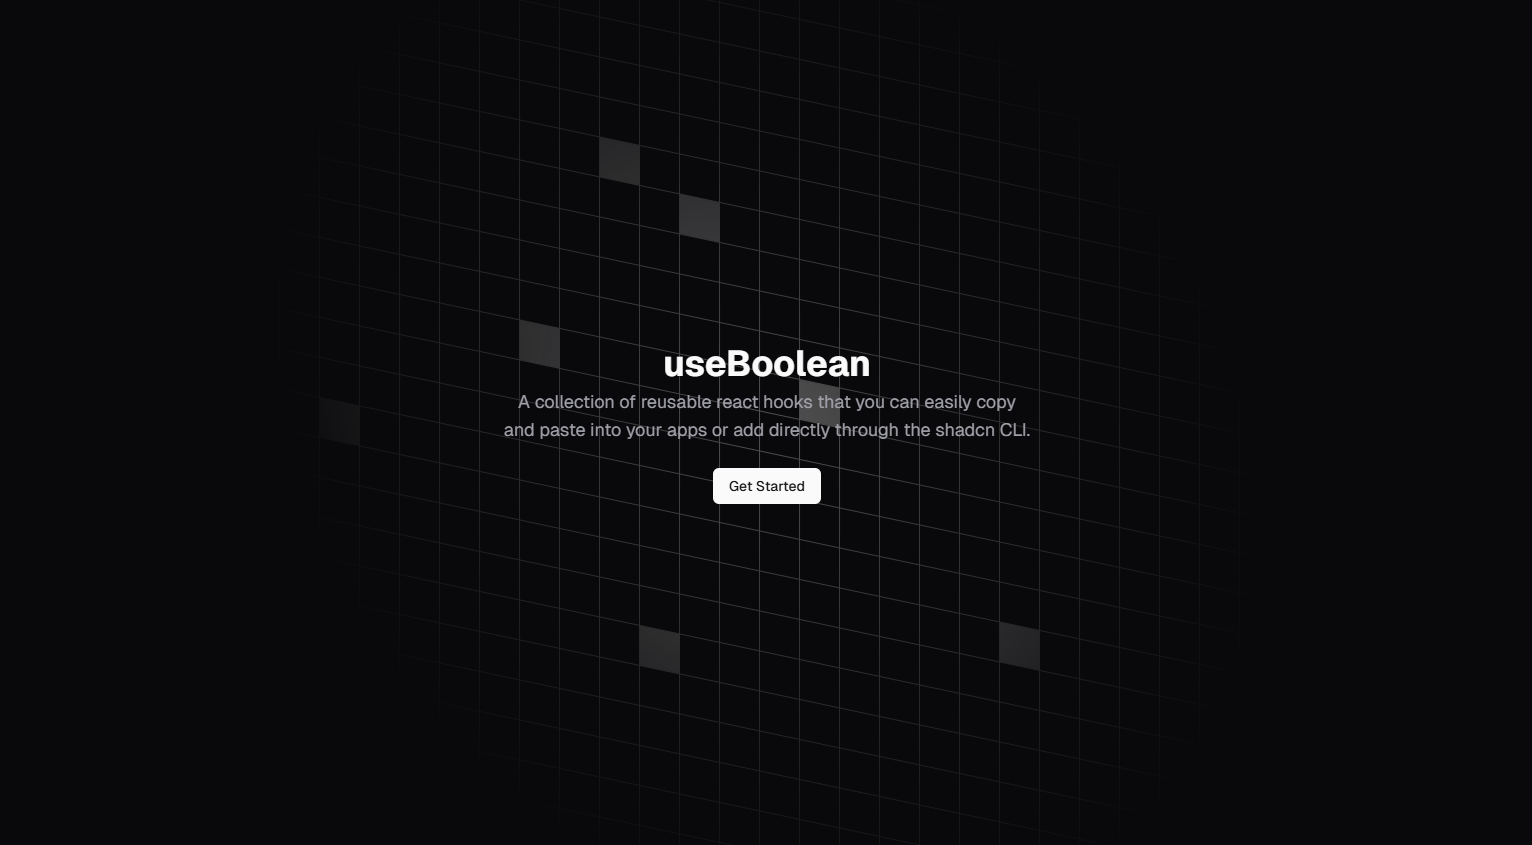 useBoolean
A collection of reusable react hooks that you can easily copy
and paste into your apps or add directly through the shadcn CLI.
Get Started